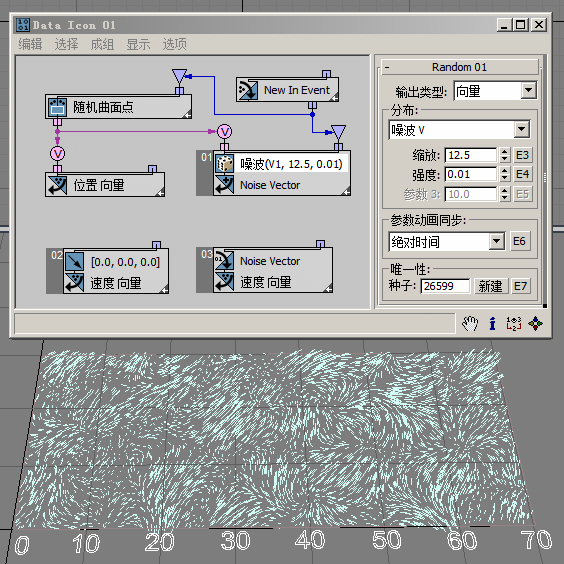 Data Icon 01
编辑 选择 成组 显示 选项
New In Event
随机曲面点
V
V
位置 向量
01
噪波(V1, 12.5, 0.01)
Noise Vector
02
[0.0, 0.0, 0.0]
速度 向量
03
Noise Vector
速度 向量
Random 01
输出类型: 向量
分布:
噪波 V
缩放: 12.5 E3
强度: 0.01 E4
参数 3: 10.0 E5
参数动画同步:
绝对时间 E6
唯一性:
种子: 26599 新建 E7
0 10 20 30 40 50 60 70